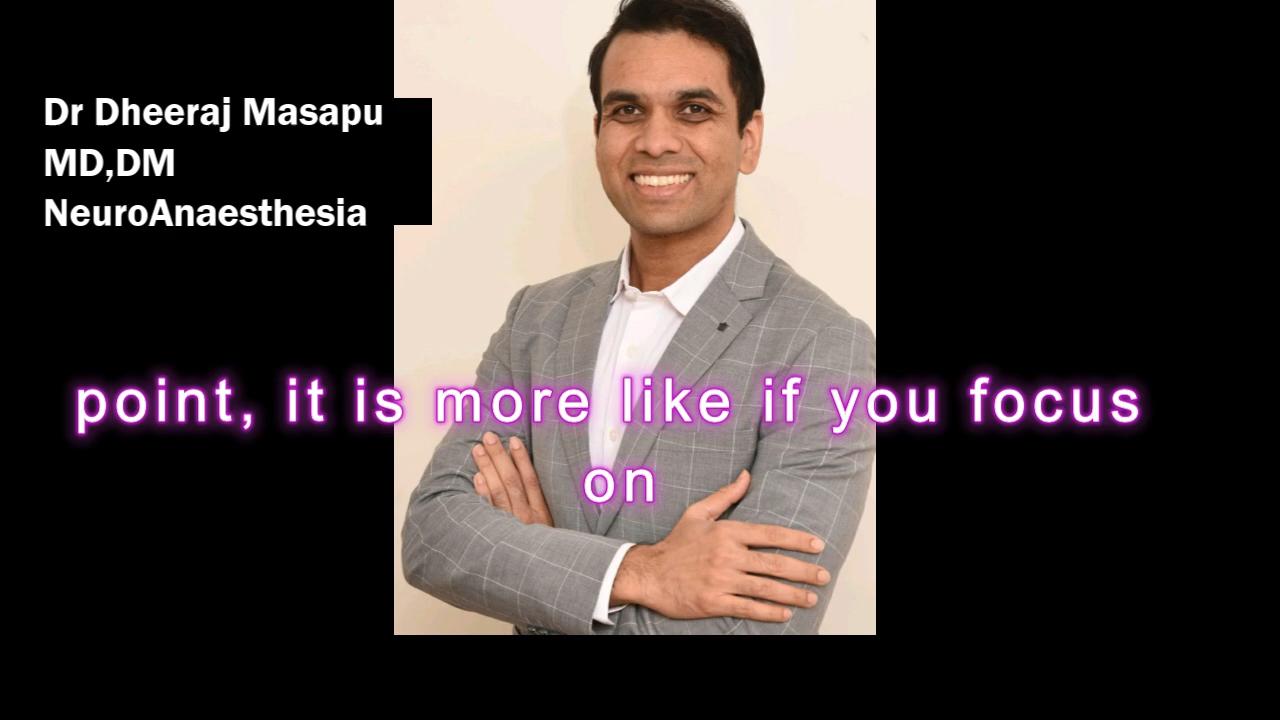 Dr Dheeraj Masapu
MD,DM
NeuroAnaesthesia
point, it is more like if you focus
on